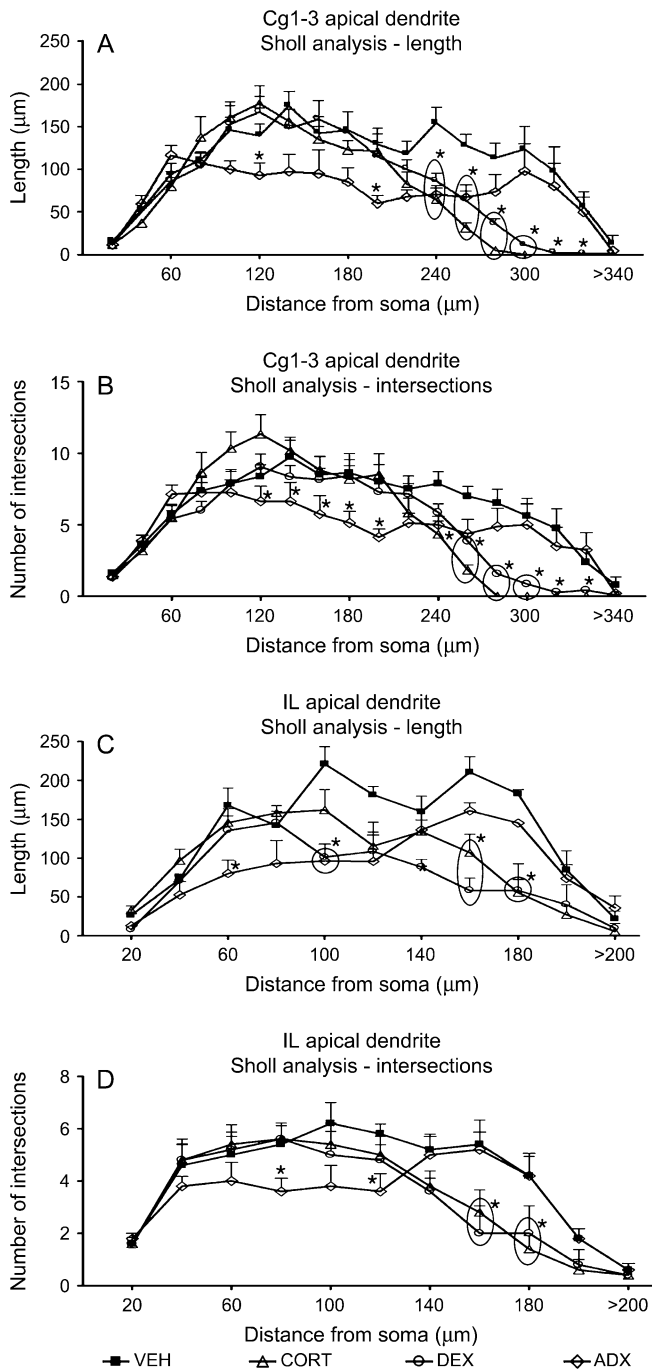 Cg1-3 apical dendrite
A
Sholl analysis - length
250
200
150
100
50
0
Length (μm)
* * * * * * * *
60 120 180 240 300 >340
Distance from soma (μm)
Cg1-3 apical dendrite
B
Sholl analysis - intersections
15
10
5
0
Number of intersections
* * * * * * * * * * *
60 120 180 240 300 >340
Distance from soma (μm)
IL apical dendrite
C
Sholl analysis - length
250
200
150
100
50
0
Length (μm)
* * * * *
20 60 100 140 180 >200
Distance from soma (μm)
IL apical dendrite
D
Sholl analysis - intersections
8
6
4
2
0
Number of intersections
* * * *
20 60 100 140 180 >200
Distance from soma (μm)
VEH CORT DEX ADX